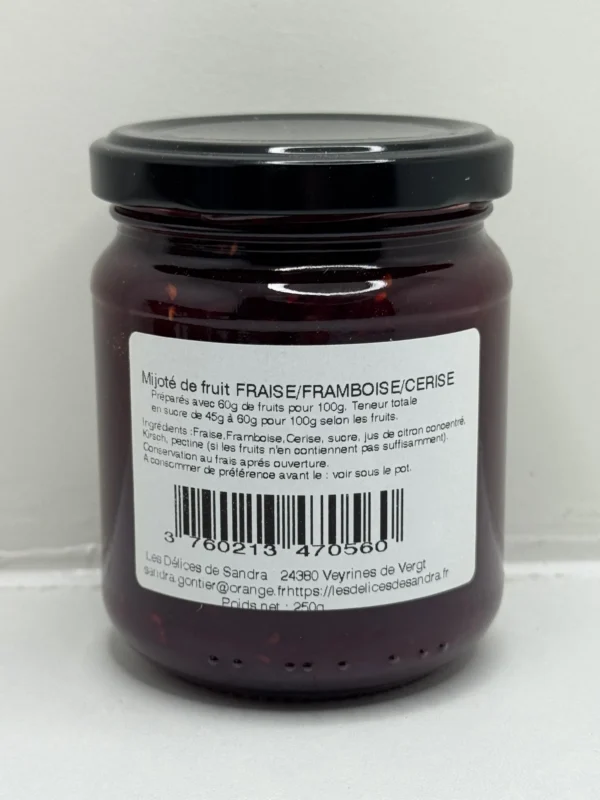 Mijoté de fruit FRAISE/FRAMBOISE/CERISE
Préparés avec 60g de fruits pour 100g. Teneur totale
en sucre de 45g à 60g pour 100g selon les fruits.
Ingrédients :Fraise,Framboise,Cerise, sucre, jus de citron concentré,
Kirsch, pectine (si les fruits n'en contiennent pas suffisamment).
Conservation au frais aprés ouverture.
A consommer de préférence avant le : voir sous le pot.
3 760213 470560
Les Délices de Sandra 24380 Veyrines de Vergt
sandra.gontier@orange.frhttps://lesdelicesdesandra.fr
Poids net : 250g